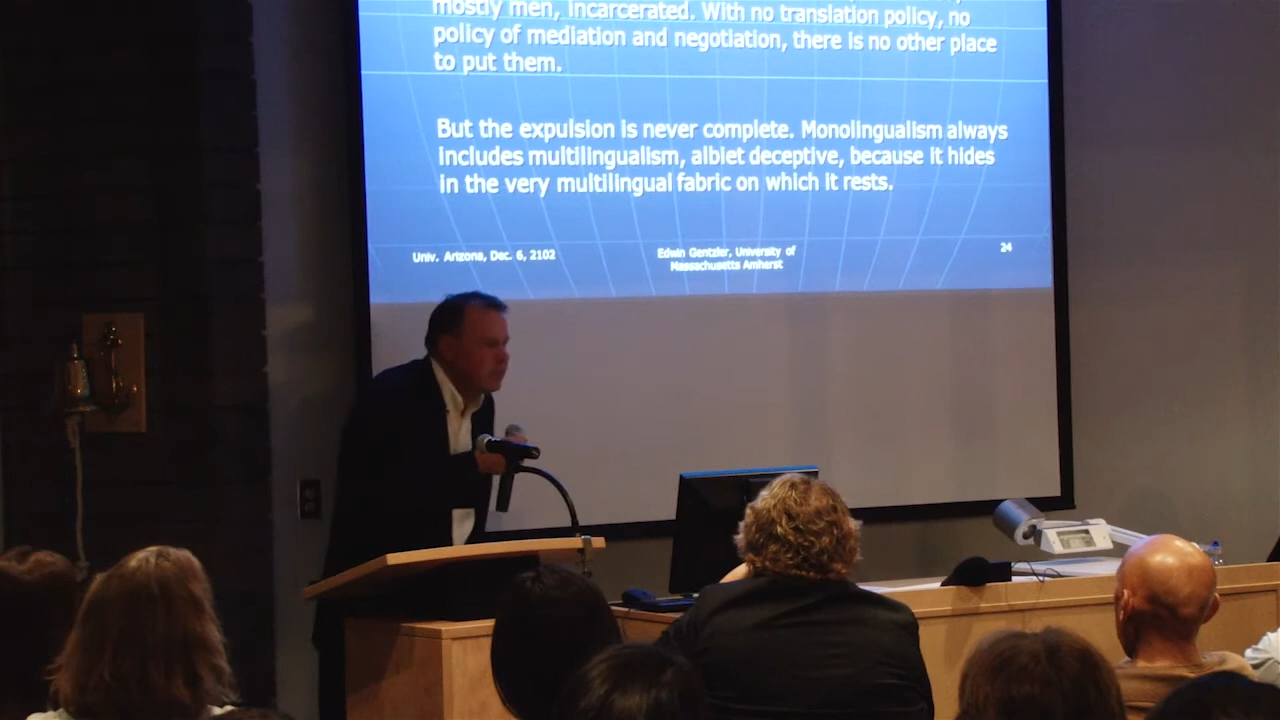 mostly men, incarcerated. With no translation policy, no
policy of mediation and negotiation, there is no other place
to put them.
But the expulsion is never complete. Monolingualism always
includes multilingualism, albiet deceptive, because it hides
in the very multilingual fabric on which it rests.
Univ. Arizona, Dec. 6, 2102
Edwin Gentzler, University of
Massachusetts Amherst
24